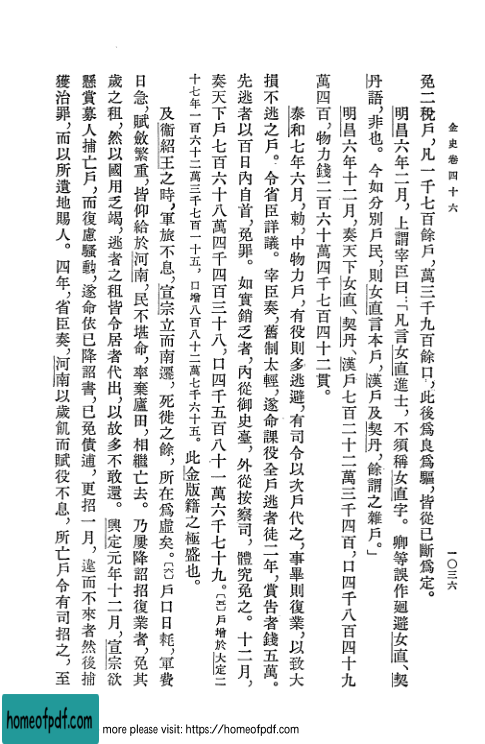 金史卷四十六
一〇三六
免二稅戶，凡一千七百餘戶，萬三千九百餘口，此後爲良爲驅，皆從已斷爲定。
明昌六年二月，上謂宰臣曰：「凡言女直進士，不須稱女直字。卿等誤作迴避女直、契
丹語，非也。今如分別戶民，則女直言本戶，漢戶及契丹，餘謂之雜戶。」
明昌六年十二月，奏天下女直、契丹、漢戶七百二十二萬三千四百，口四千八百四十九
萬四百，物力錢二百六十萬四千七百四十二貫。
泰和七年六月，勅，中物力戶，有役則多逃避，有司令以次戶代之，事畢則復業，以致大
損不逃之戶。令省臣詳議。宰臣奏，舊制太輕，遂命課役全戶逃者徒二年，賞告者錢五萬。
先逃者以百日內自首，免罪。如實銷乏者，內從御史臺，外從按察司，體究免之。十二月，
奏天下戶七百六十八萬四千四百三十八，口四千五百八十一萬六千七十九。〔五〕戶增於大定二
十七年一百六十二萬三千七百一十五，口增八百八十二萬七千六十五。此金版籍之極盛也。
及衞紹王之時，軍旅不息，宣宗立而南遷，死徙之餘，所在爲虛矣。〔六〕戶口日耗，軍費
日急，賦斂繁重，皆仰給於河南，民不堪命，率棄廬田，相繼亡去。乃屢降詔招復業者，免其
歲之租，然以國用乏竭，逃者之租皆令居者代出，以故多不敢還。興定元年十二月，宣宗欲
懸賞募人捕亡戶，而復慮騷動，遂命依已降詔書，已免債逋，更招一月，違而不來者然後捕
獲治罪，而以所遺地賜人。四年，省臣奏，河南以歲飢而賦役不息，所亡戶令有司招之，至
homeofpdf.com
more please visit: https://homeofpdf.com